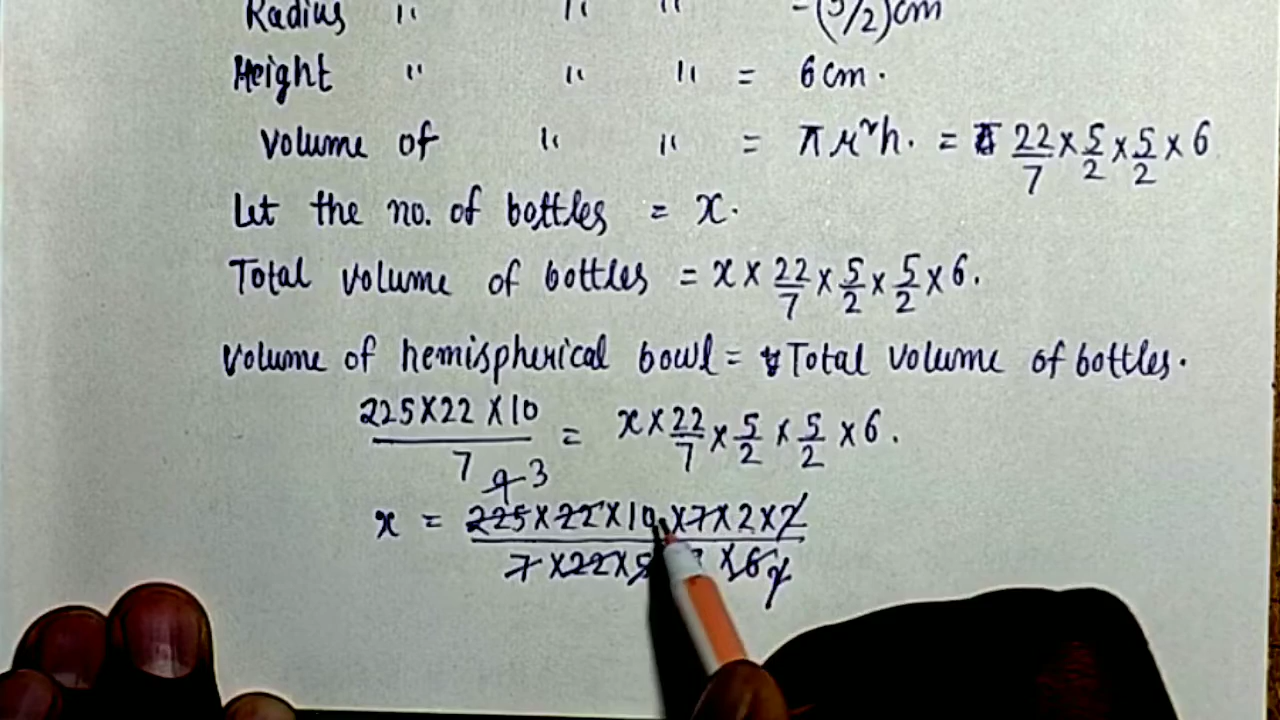 Radius " " " = (5/2) cm
Height " " " = 6 cm.
Volume of " " = πr²h. = 22/7 × 5/2 × 5/2 × 6
Let the no. of bottles = x.
Total volume of bottles = x × 22/7 × 5/2 × 5/2 × 6.
Volume of hemispherical bowl = Total volume of bottles.
225×22×10/7 = x × 22/7 × 5/2 × 5/2 × 6.
9 3
x = 225×22×10×7×2×2 / 7×22×5 ×6